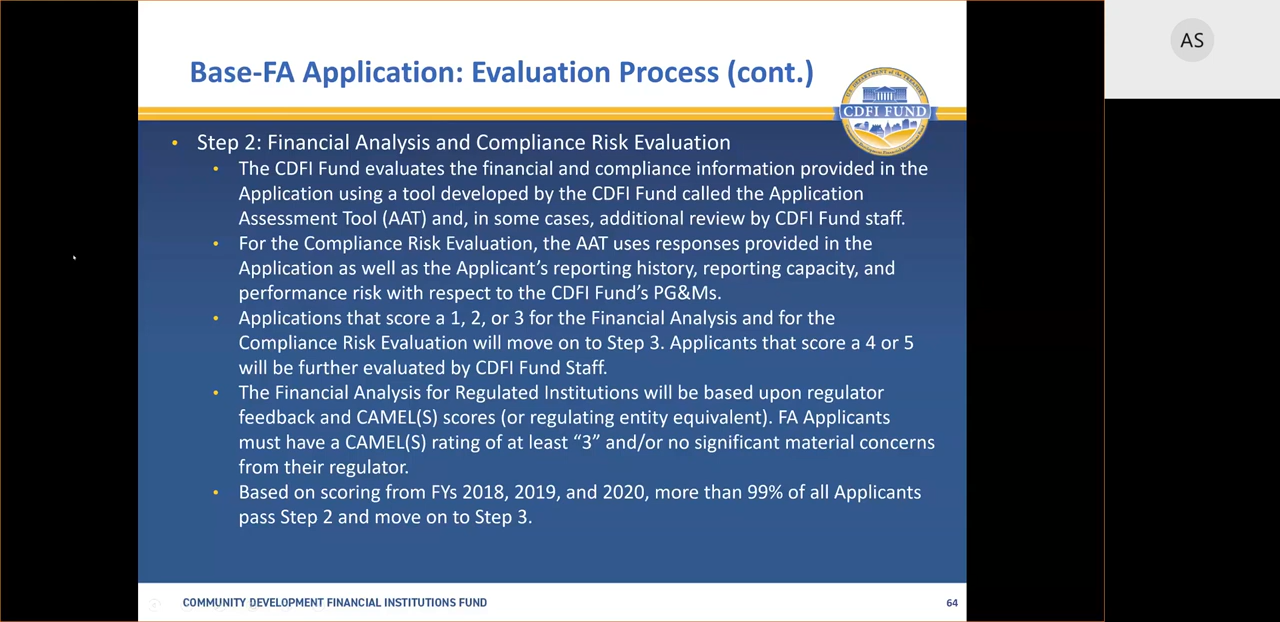 AS
Base-FA Application: Evaluation Process (cont.)
CDFI FUND
• Step 2: Financial Analysis and Compliance Risk Evaluation
• The CDFI Fund evaluates the financial and compliance information provided in the
Application using a tool developed by the CDFI Fund called the Application
Assessment Tool (AAT) and, in some cases, additional review by CDFI Fund staff.
• For the Compliance Risk Evaluation, the AAT uses responses provided in the
Application as well as the Applicant’s reporting history, reporting capacity, and
performance risk with respect to the CDFI Fund’s PG&Ms.
• Applications that score a 1, 2, or 3 for the Financial Analysis and for the
Compliance Risk Evaluation will move on to Step 3. Applicants that score a 4 or 5
will be further evaluated by CDFI Fund Staff.
• The Financial Analysis for Regulated Institutions will be based upon regulator
feedback and CAMEL(S) scores (or regulating entity equivalent). FA Applicants
must have a CAMEL(S) rating of at least “3” and/or no significant material concerns
from their regulator.
• Based on scoring from FYs 2018, 2019, and 2020, more than 99% of all Applicants
pass Step 2 and move on to Step 3.
COMMUNITY DEVELOPMENT FINANCIAL INSTITUTIONS FUND
64